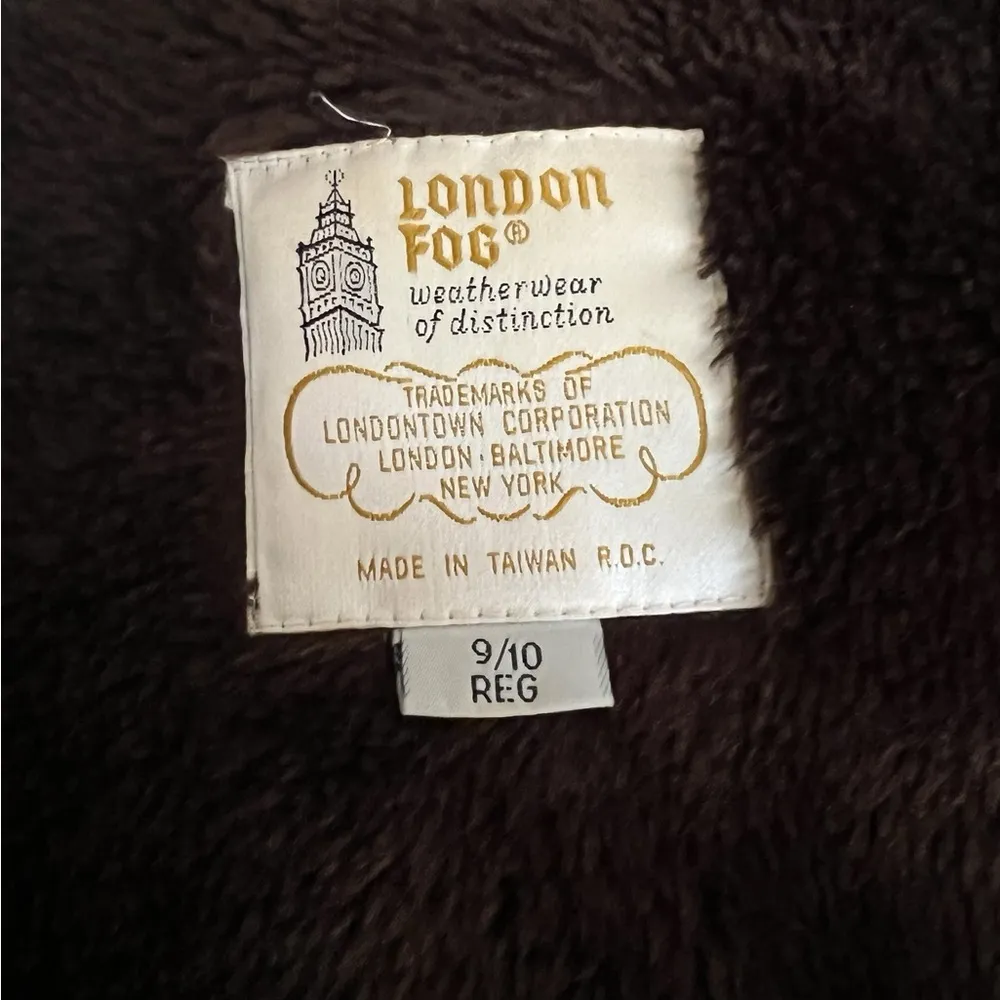 LONDON
FOG®
weatherwear
of distinction
TRADEMARKS OF
LONDONTOWN CORPORATION
LONDON·BALTIMORE
NEW YORK
MADE IN TAIWAN R.O.C.
9/10
REG